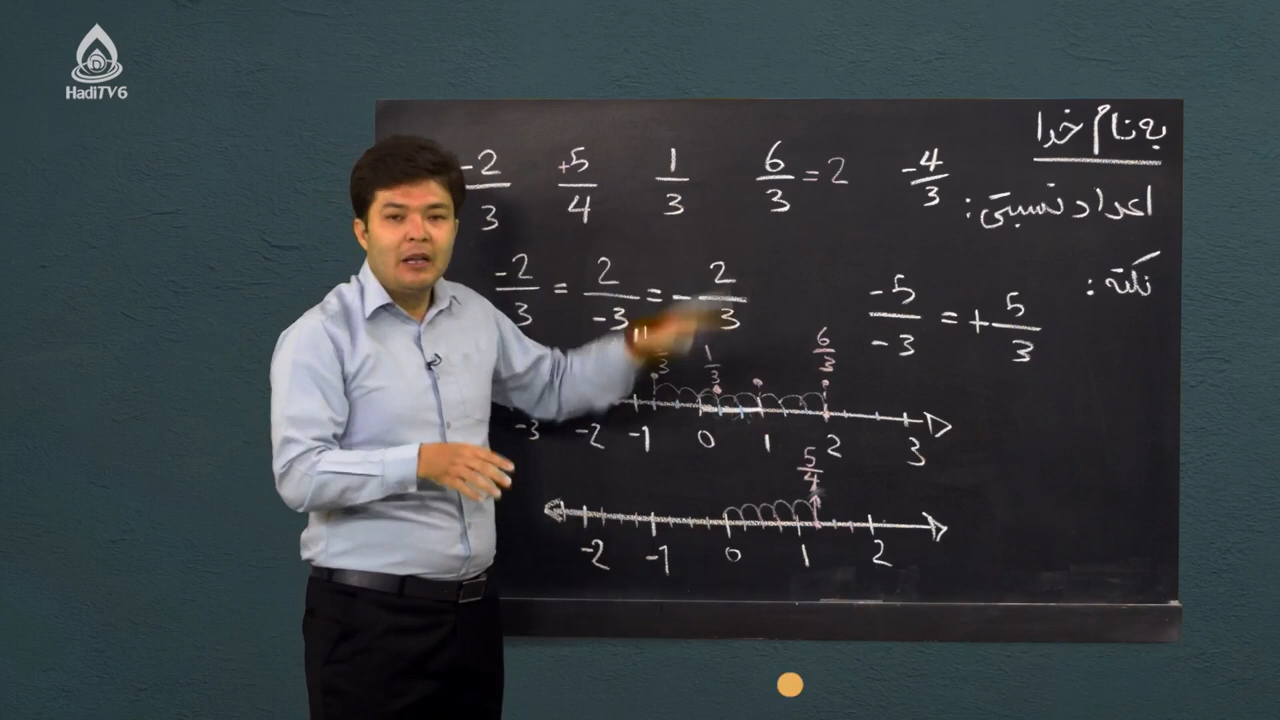 HadiTV6
به نام خدا
اعداد نسبتی: -4/3 6/3 = 2 1/3 +5/4 -2/3
نکته: -5/-3 = +5/3
-2/3 = 2/-3 = -2/3
1/3 6/3
-3 -2 -1 0 1 2 3
5/4
-2 -1 0 1 2